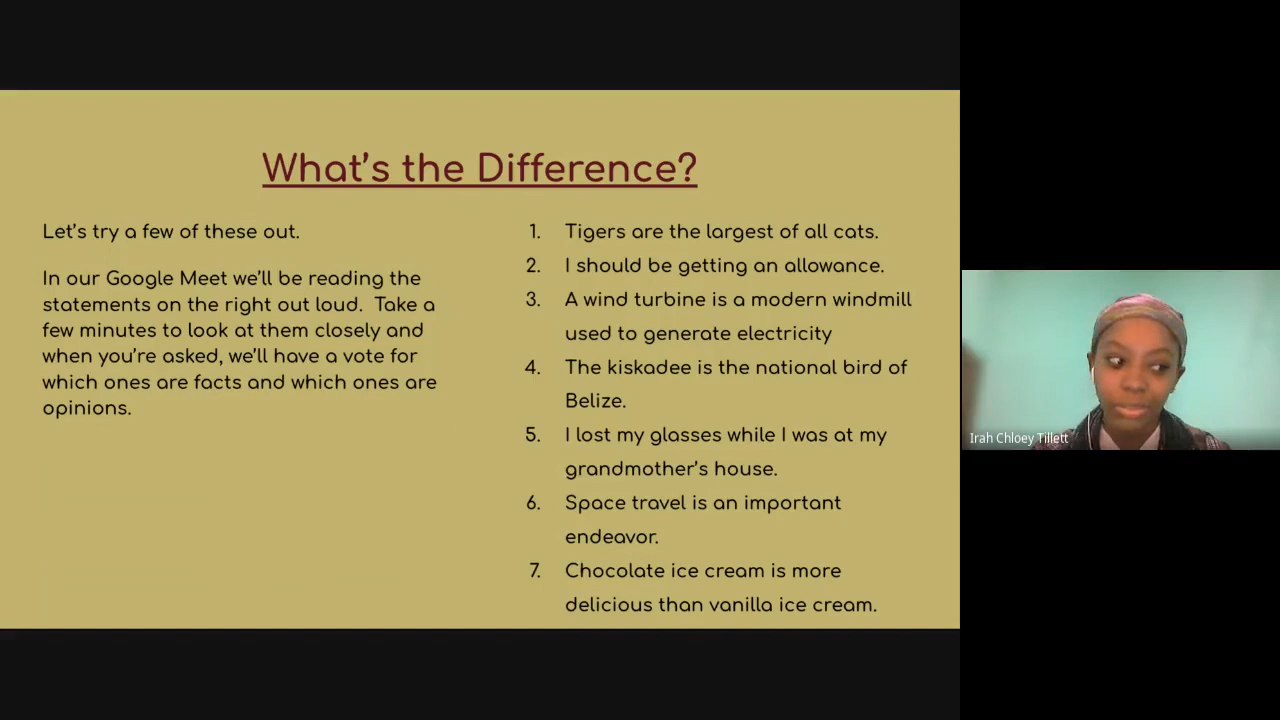 What's the Difference?
Let's try a few of these out.
In our Google Meet we'll be reading the
statements on the right out loud.  Take a
few minutes to look at them closely and
when you're asked, we'll have a vote for
which ones are facts and which ones are
opinions.
1. Tigers are the largest of all cats.
2. I should be getting an allowance.
3. A wind turbine is a modern windmill
used to generate electricity
4. The kiskadee is the national bird of
Belize.
5. I lost my glasses while I was at my
grandmother's house.
6. Space travel is an important
endeavor.
7. Chocolate ice cream is more
delicious than vanilla ice cream.
Irah Chloey Tillett